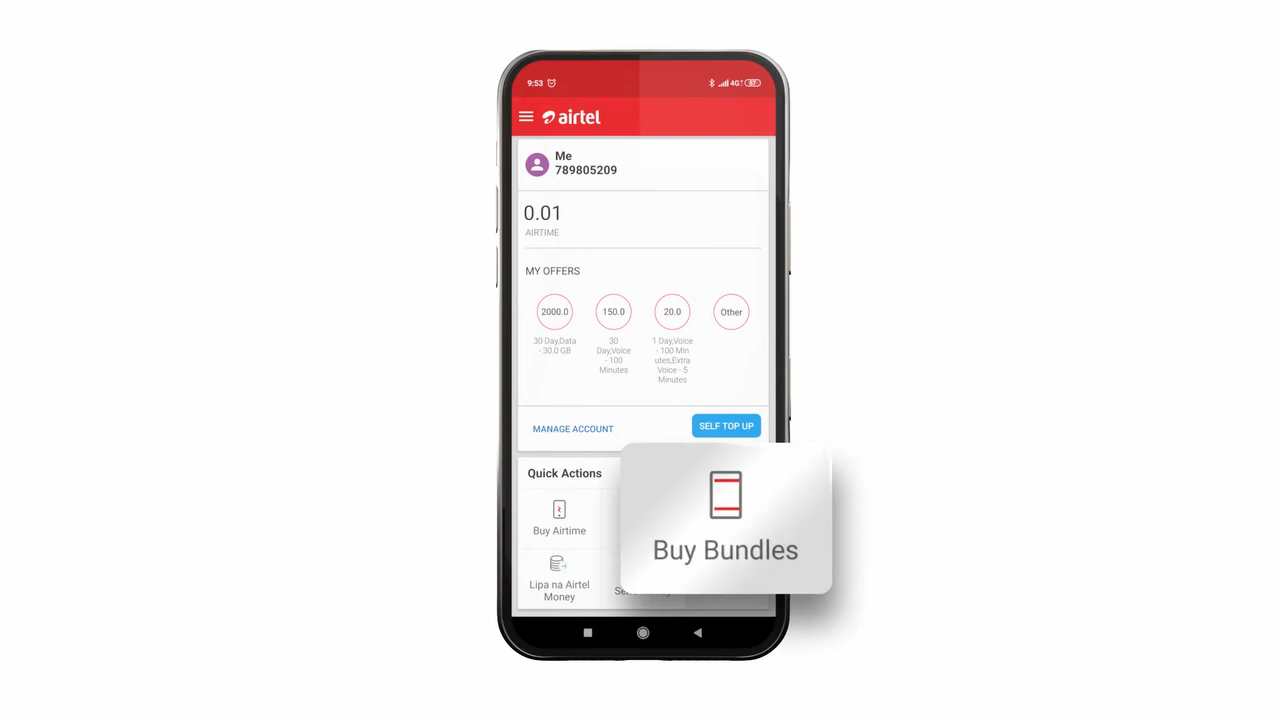 9:53
4G
87
airtel
Me
789805209
0.01
AIRTIME
MY OFFERS
2000.0
150.0
20.0
Other
30 Day,Data
- 30.0 GB
30
Day,Voice
- 100
Minutes
1 Day,Voice
- 100 Min
utes,Extra
Voice - 5
Minutes
MANAGE ACCOUNT
SELF TOP UP
Quick Actions
Buy Airtime
Buy Bundles
Lipa na Airtel
Money